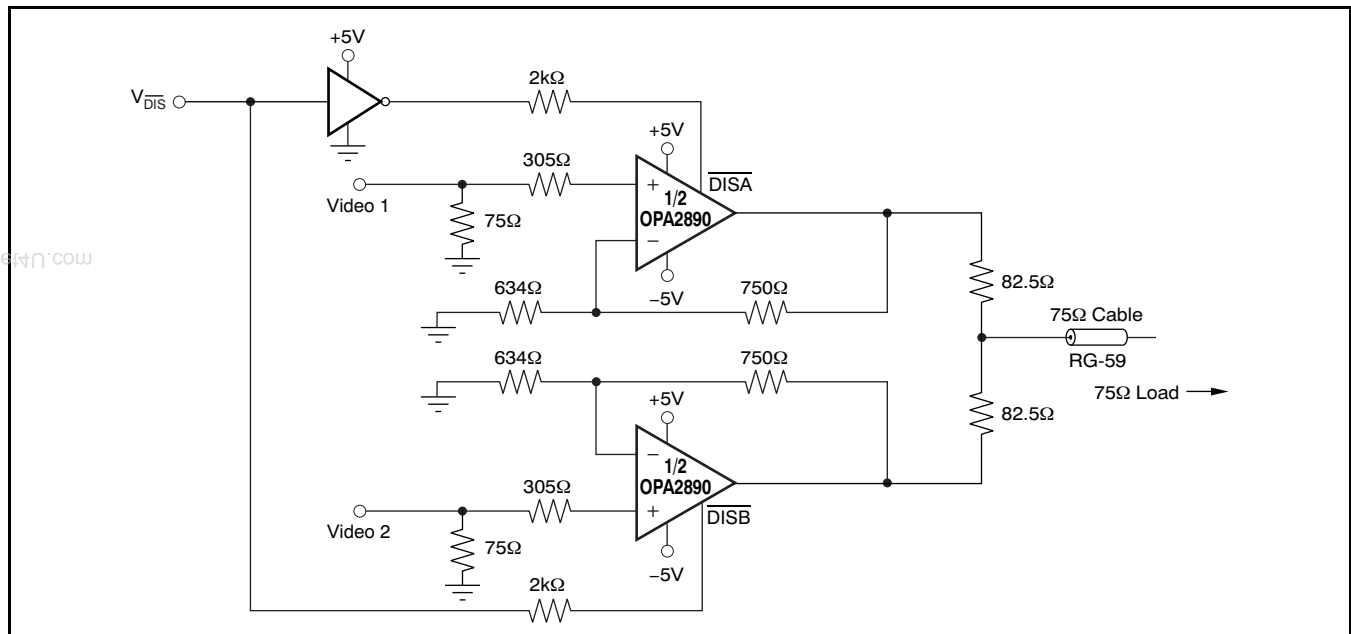 +5V
V_DIS
2kΩ
+5V
305Ω
DISA
+
1/2
OPA2890
−
Video 1
75Ω
−5V
82.5Ω
634Ω
750Ω
75Ω Cable
RG-59
634Ω
750Ω
75Ω Load
+5V
82.5Ω
−
1/2
OPA2890
305Ω
+
DISB
Video 2
75Ω
−5V
2kΩ
et4U.com